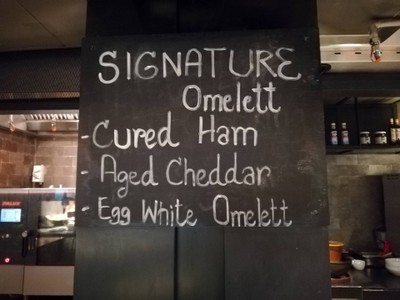 SIGNATURE
Omelett
- Cured Ham
- Aged Cheddar
- Egg White Omelett